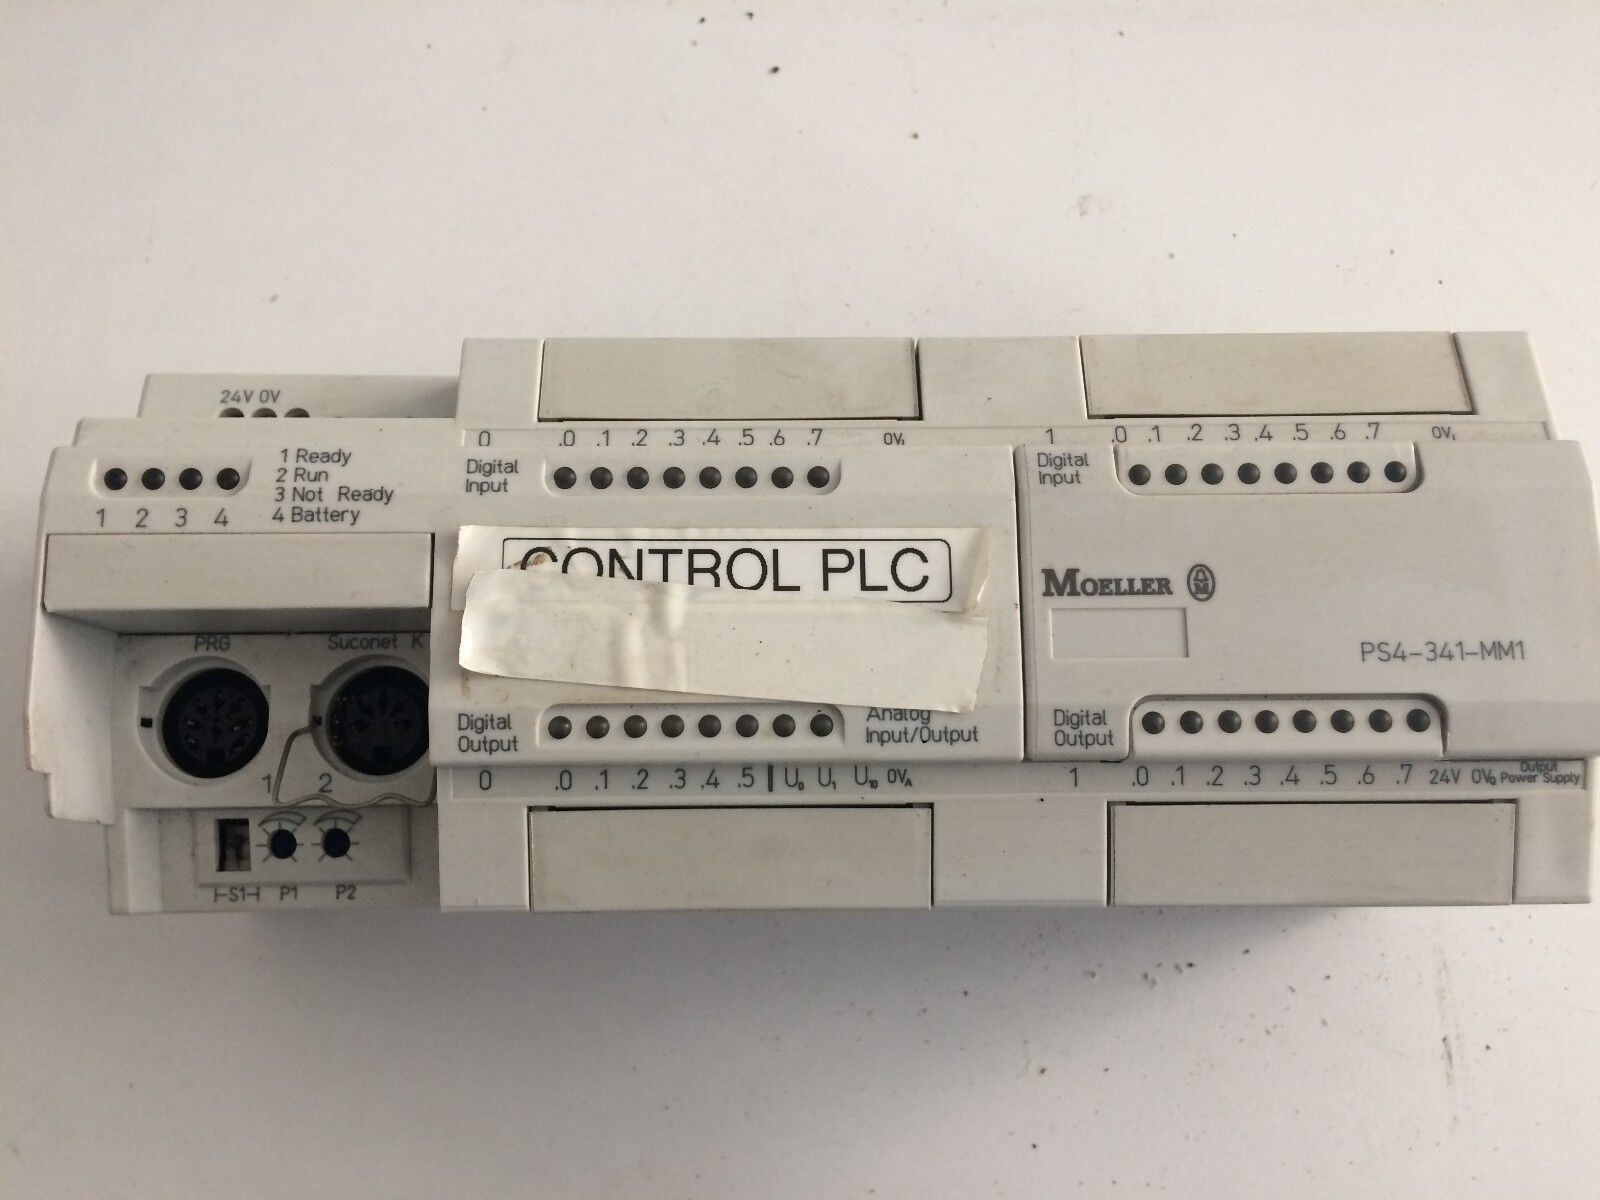 24V 0V
1 Ready
2 Run
3 Not Ready
4 Battery
1 2 3 4
0 .0 .1 .2 .3 .4 .5 .6 .7 0VI
Digital
Input
1 .0 .1 .2 .3 .4 .5 .6 .7 0VI
Digital
Input
CONTROL PLC
MOELLER
PS4-341-MM1
PRG
Suconet K
1 2
S1 P1 P2
Digital
Output
Analog
Input/Output
0 .0 .1 .2 .3 .4 .5 U0 U1 U10 0VA
Digital
Output
1 .0 .1 .2 .3 .4 .5 .6 .7 24V 0VQ Output
Power Supply